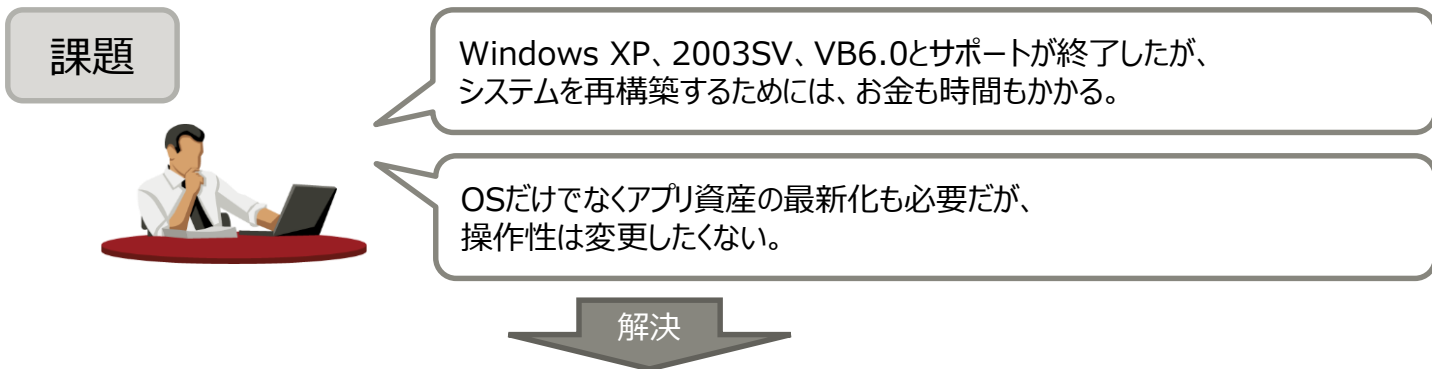 課題
Windows XP、2003SV、VB6.0とサポートが終了したが、
システムを再構築するためには、お金も時間もかかる。
OSだけでなくアプリ資産の最新化も必要だが、
操作性は変更したくない。
解決